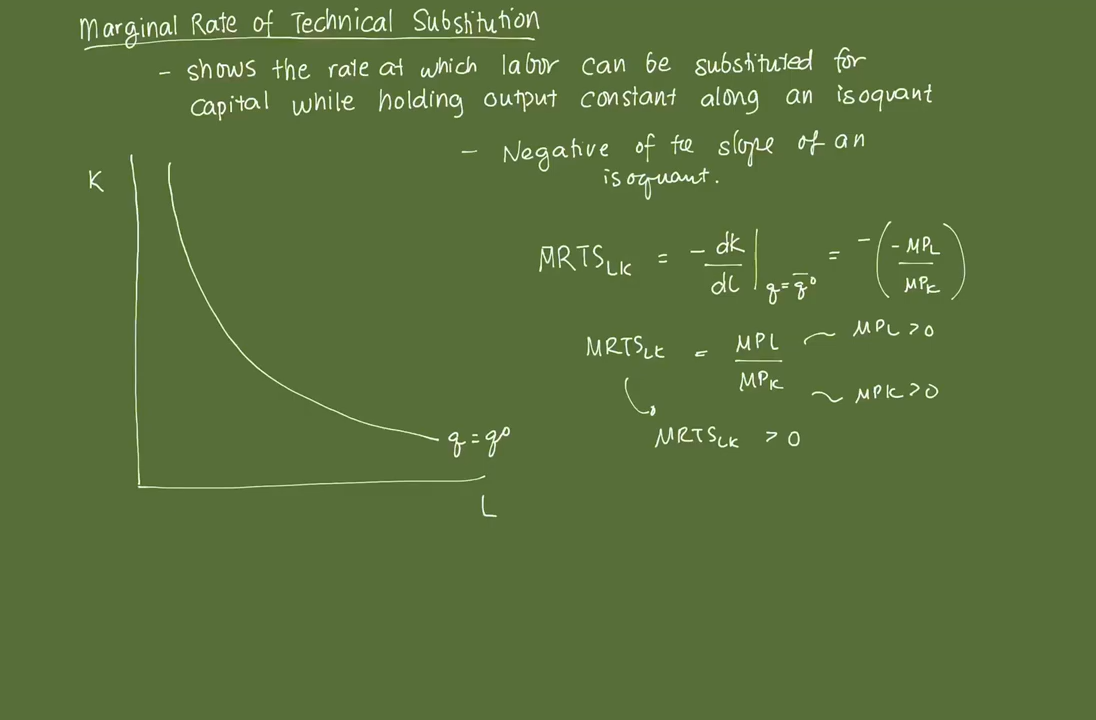 Marginal Rate of Technical Substitution
- shows the rate at which labor can be substituted for
capital while holding output constant along an isoquant
- Negative of the slope of an
isoquant.
K
MRTS_LK = -dK/dL |_q=q̅⁰ = -(-MPL/MPK)
MRTS_LK = MPL/MPK
MPL > 0
MPK > 0
MRTS_LK > 0
q = q⁰
L